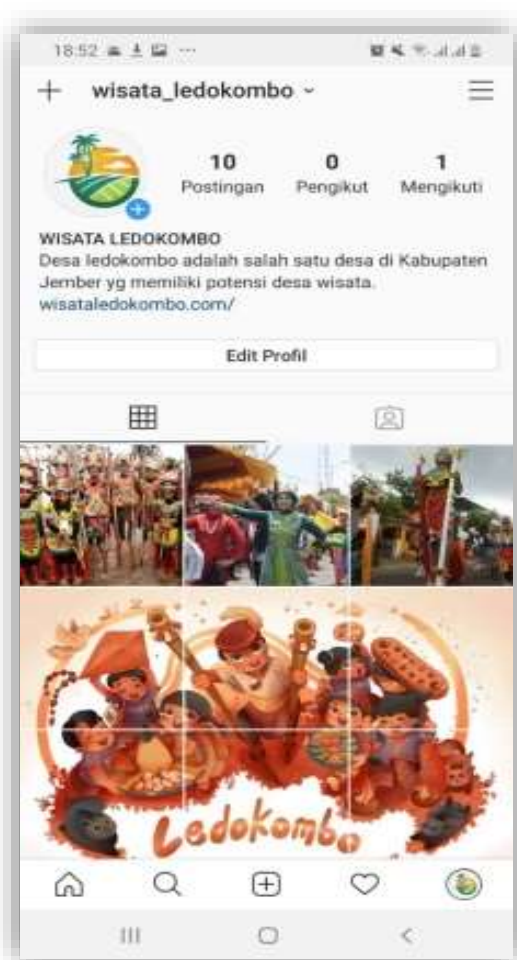 18:52
wisata_ledokombo
10 0 1
Postingan Pengikut Mengikuti
WISATA LEDOKOMBO
Desa ledokombo adalah salah satu desa di Kabupaten
Jember yg memiliki potensi desa wisata.
wisataledokombo.com/
Edit Profil
Ledokombo